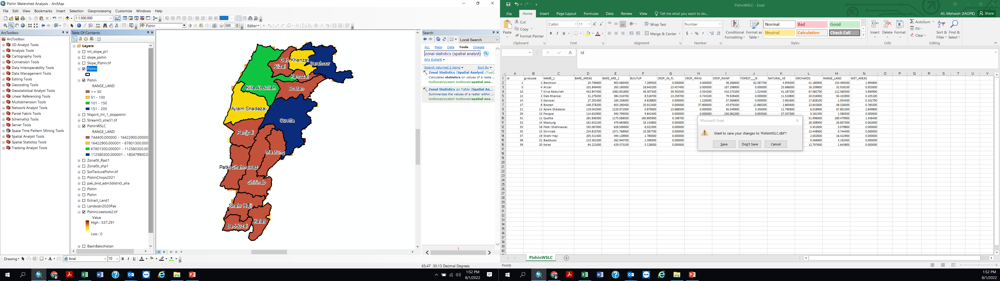 Pishin Watershed Analysis - ArcMap
File Edit View Bookmarks Insert Selection Geoprocessing Customize Windows Help
1:1,500,000
Pishin 500 Editor
ArcToolbox
ArcToolbox
3D Analyst Tools
Analysis Tools
Cartography Tools
Conversion Tools
Data Interoperability Tools
Data Management Tools
Editing Tools
Geocoding Tools
Geostatistical Analyst Tools
Linear Referencing Tools
Multidimension Tools
Network Analyst Tools
Parcel Fabric Tools
Schematics Tools
Server Tools
Space Time Pattern Mining Tools
Spatial Analyst Tools
Spatial Statistics Tools
Tracking Analyst Tools
Table Of Contents
Layers
Int_slope_pi1
slope_pishin
Slope_Pishin.tif
Pishin
Pishin
RANGE_LAND
>= 50
51 - 100
101 - 150
151 - 200
Majorit_Int_1_sloppishin
StreamO_stre31.tif
PishinWSLC
RANGE_LAND
744400.000000 - 16422900.00000
16422900.000001 - 67801300.000
67801300.000001 - 112580300.00
112580300.000001 - 180479900.0
ZonalSt_Rast1
ZonalSt_shp1
SoilTexturePishin.tif
PishinChirps2021
pak_bnd_adm3district_aha
Pishin
Pishin
Extract_Land1
Landscan2020Pak
PishinLivestock2.tif
Value
High : 537.291
Low : 0
BasinBalochistan
Dab Khanzai
Barshoor
Alizai
Kanozai
Killa Abdullah
Bostan
Ajram Shadezai
Quetta
Panjpai
Mastung
Patki Shahnawaz
Shirinab
Shahr Haji
Kalat
Badduzai
Search
Local Search
ALL Maps Data Tools Images
zonal statistics (spatial analyst)
Any Extent
Search returned 2 items Sort By
Zonal Statistics (Spatial Analyst) (Tool)
Calculates statistics on values of a raste...
toolboxes\system toolboxes\spatial ana...
Zonal Statistics as Table (Spatial An...
Summarizes the values of a raster within ...
toolboxes\system toolboxes\spatial ana...
1
Drawing Arial 10 B I U A
65.47 30.13 Decimal Degrees
1:52 PM
8/1/2022
PishinWSLC - Excel
File Home Insert Page Layout Formulas Data Review View Tell me what you want to do... Ali, Mehwish (FAOPK) Share
Paste Cut Copy Format Painter
Calibri 11
B I U
Wrap Text
Merge & Center
Number
Conditional Formatting Format as Table
Normal Bad Good
Neutral Calculation Check Cell
Insert Delete Format
AutoSum Fill Clear Sort & Filter Find & Select
Clipboard Font Alignment Number Styles Cells Editing
Id
A B C D E F G H I J K L M N O P Q R S T U V
1 Id gridcode NAME_1 BARE_AREAS BARE_ARE_1 BUILTUP CROP_IN_FL CROP_IRRIG CROP_RAINF FOREST___N NATURAL_VE ORCHARDS RANGE_LAND WET_AREAS
2 1 2 Barshoor 24.706600 903.066400 7.269500 0.000000 0.000000 36.266600 62.587700 4.959300 41.180900 154.499200 1.994800
3 3 4 Alizai 101.849400 263.160000 18.645200 23.457400 0.000000 107.198900 0.000000 25.686000 16.109800 32.918100 0.053000
4 10 7 Killa Abdullah 442.847400 1082.601800 46.307500 39.392500 0.354200 410.275200 1.524400 41.187200 67.082700 112.580300 5.690900
5 12 2 Dab Khanzai 51.279200 384.316700 8.518700 13.259700 0.743100 79.929400 0.000000 11.510800 20.016900 94.102900 0.105100
6 14 5 Kanozai 27.291400 160.258000 6.828800 0.000000 1.228300 37.566800 0.000000 2.961600 17.828100 1.054500 0.162700
7 17 8 Bostan 146.378200 603.260400 20.912400 0.000000 37.808300 43.979200 12.880200 2.865600 22.642600 48.328300 0.760200
8 21 12 Ajram Shadezai 119.042500 1220.972300 0.879000 13.688500 0.000000 56.549900 3.356300 11.790900 6.018900 67.801300 2.649800
9 29 13 Panjpai 114.632900 593.799500 9.842400 0.000000 0.000000 230.062200 0.003500 27.337300 0.181300 1.580500 0.000000
10 31 11 Quetta 281.836300 1175.068500 160.895900 0.198700 51.996600 180.479900 1.346400
11 32 14 Mastung 161.632100 479.683800 16.134800 0.000000 26.508900 26.607300 0.062600
12 33 18 Patki Shahnawaz 192.067000 628.596900 6.022300 0.000000 0.452600 3.079800 0.000000
13 35 15 Shirinab 254.810700 1071.768900 10.387700 0.000000 13.448900 0.744400 0.000000
14 37 19 Shahr Haji 205.311400 494.128900 1.780000 0.000000 2.002600 16.422900 0.000000
15 38 21 Badduzai 113.361500 262.940700 1.398300 0.000000 0.566900 3.192400 0.000000
16 39 20 Kalat 64.221000 429.575100 5.128000 0.000000 12.797600 1.643800 0.000000
Microsoft Excel
Want to save your changes to 'PishinWSLC.dbf'?
Save Don't Save Cancel
17
18
19
20
21
22
23
24
25
26
27
28
29
30
31
32
33
34
35
36
37
38
39
40
PishinWSLC
Ready
1:52 PM
8/1/2022